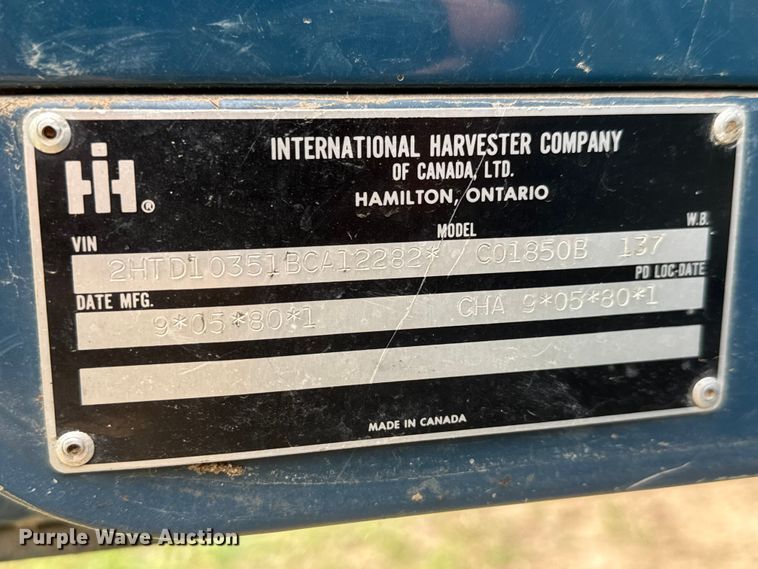 IH®
INTERNATIONAL HARVESTER COMPANY
OF CANADA, LTD.
HAMILTON, ONTARIO
VIN MODEL W.B.
2HTD10351BCA12282* CO1850B 137
DATE MFG. PD LOC-DATE
9*05*80*1 CHA 9*05*80*1
MADE IN CANADA
Purple Wave Auction